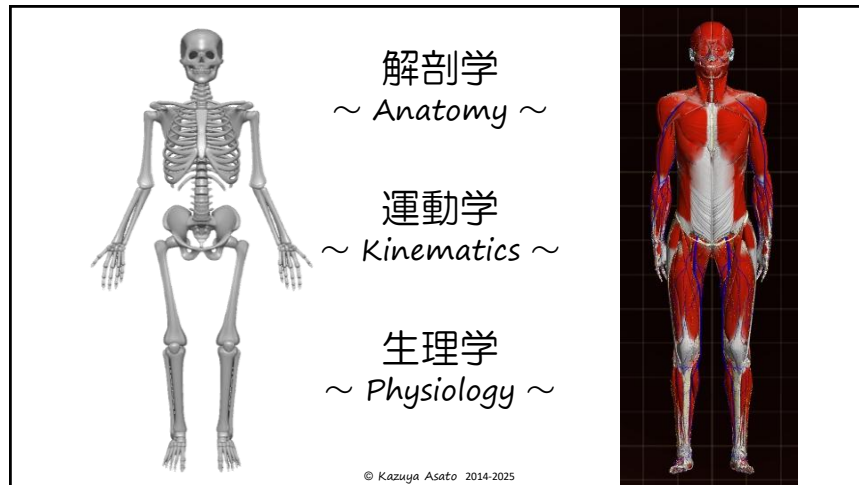 解剖学
～ Anatomy ～
運動学
～ Kinematics ～
生理学
～ Physiology ～
© Kazuya Asato 2014-2025